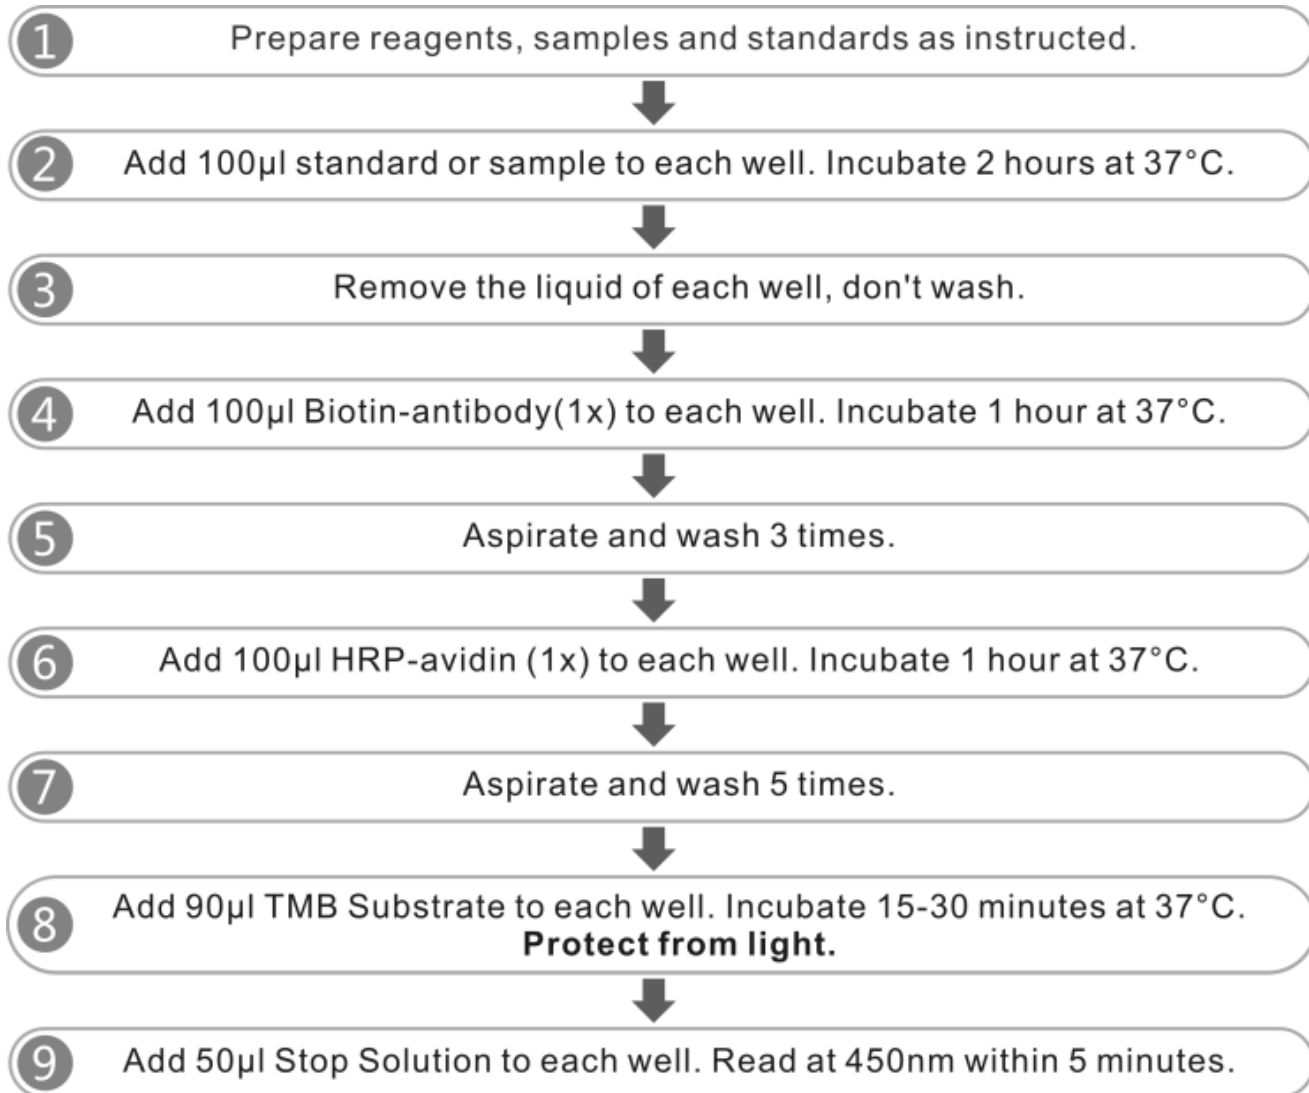 1 Prepare reagents, samples and standards as instructed.
2 Add 100µl standard or sample to each well. Incubate 2 hours at 37°C.
3 Remove the liquid of each well, don't wash.
4 Add 100µl Biotin-antibody(1x) to each well. Incubate 1 hour at 37°C.
5 Aspirate and wash 3 times.
6 Add 100µl HRP-avidin (1x) to each well. Incubate 1 hour at 37°C.
7 Aspirate and wash 5 times.
8 Add 90µl TMB Substrate to each well. Incubate 15-30 minutes at 37°C.
Protect from light.
9 Add 50µl Stop Solution to each well. Read at 450nm within 5 minutes.